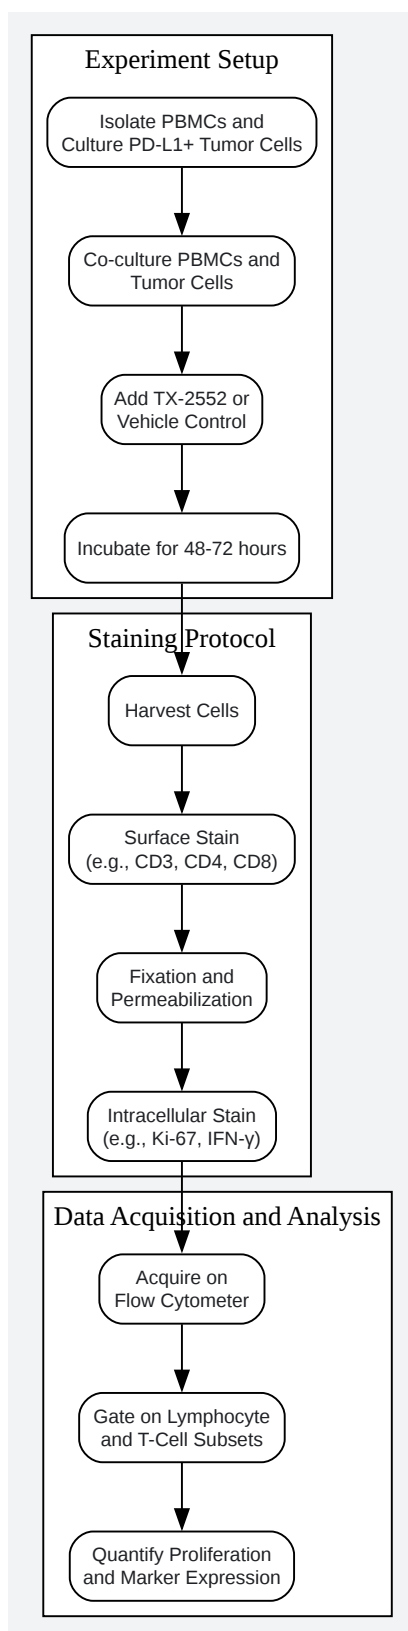 Experiment Setup
Isolate PBMCs and
Culture PD-L1+ Tumor Cells
Co-culture PBMCs and
Tumor Cells
Add TX-2552 or
Vehicle Control
Incubate for 48-72 hours
Staining Protocol
Harvest Cells
Surface Stain
(e.g., CD3, CD4, CD8)
Fixation and
Permeabilization
Intracellular Stain
(e.g., Ki-67, IFN-γ)
Data Acquisition and Analysis
Acquire on
Flow Cytometer
Gate on Lymphocyte
and T-Cell Subsets
Quantify Proliferation
and Marker Expression